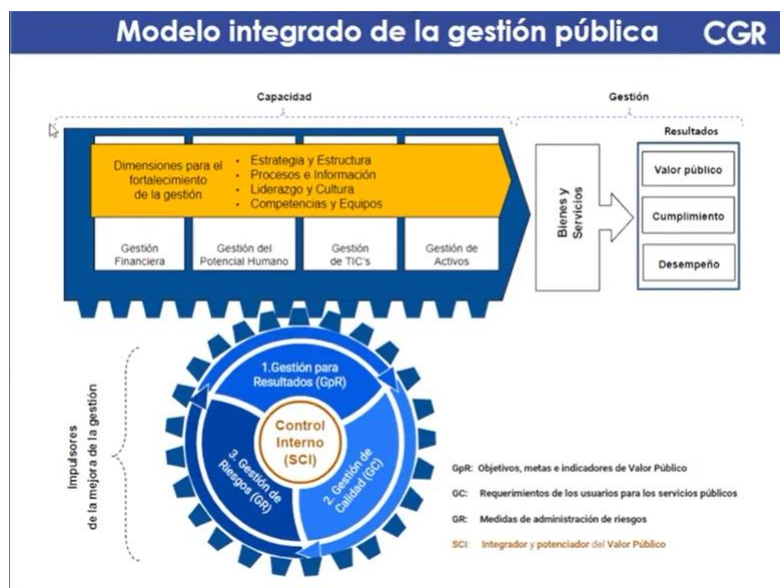 Modelo integrado de la gestión pública
CGR
Capacidad
Gestión
Resultados
Dimensiones para el
fortalecimiento
de la gestión
• Estrategia y Estructura
• Procesos e Información
• Liderazgo y Cultura
• Competencias y Equipos
Gestión
Financiera
Gestión del
Potencial Humano
Gestión
de TIC's
Gestión de
Activos
Bienes y
Servicios
Valor público
Cumplimiento
Desempeño
Impulsores
de la mejora de la gestión
1.Gestión para
Resultados (GpR)
2. Gestión de
Calidad (GC)
3. Gestión de
Riesgos (GR)
Control
Interno
(SCI)
GpR: Objetivos, metas e indicadores de Valor Público
GC: Requerimientos de los usuarios para los servicios públicos
GR: Medidas de administración de riesgos
SCI: Integrador y potenciador del Valor Público